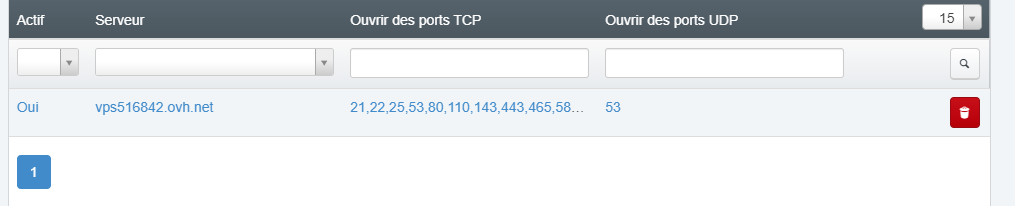 Actif Serveur Ouvrir des ports TCP Ouvrir des ports UDP 15
Oui vps516842.ovh.net 21,22,25,53,80,110,143,443,465,58... 53
1